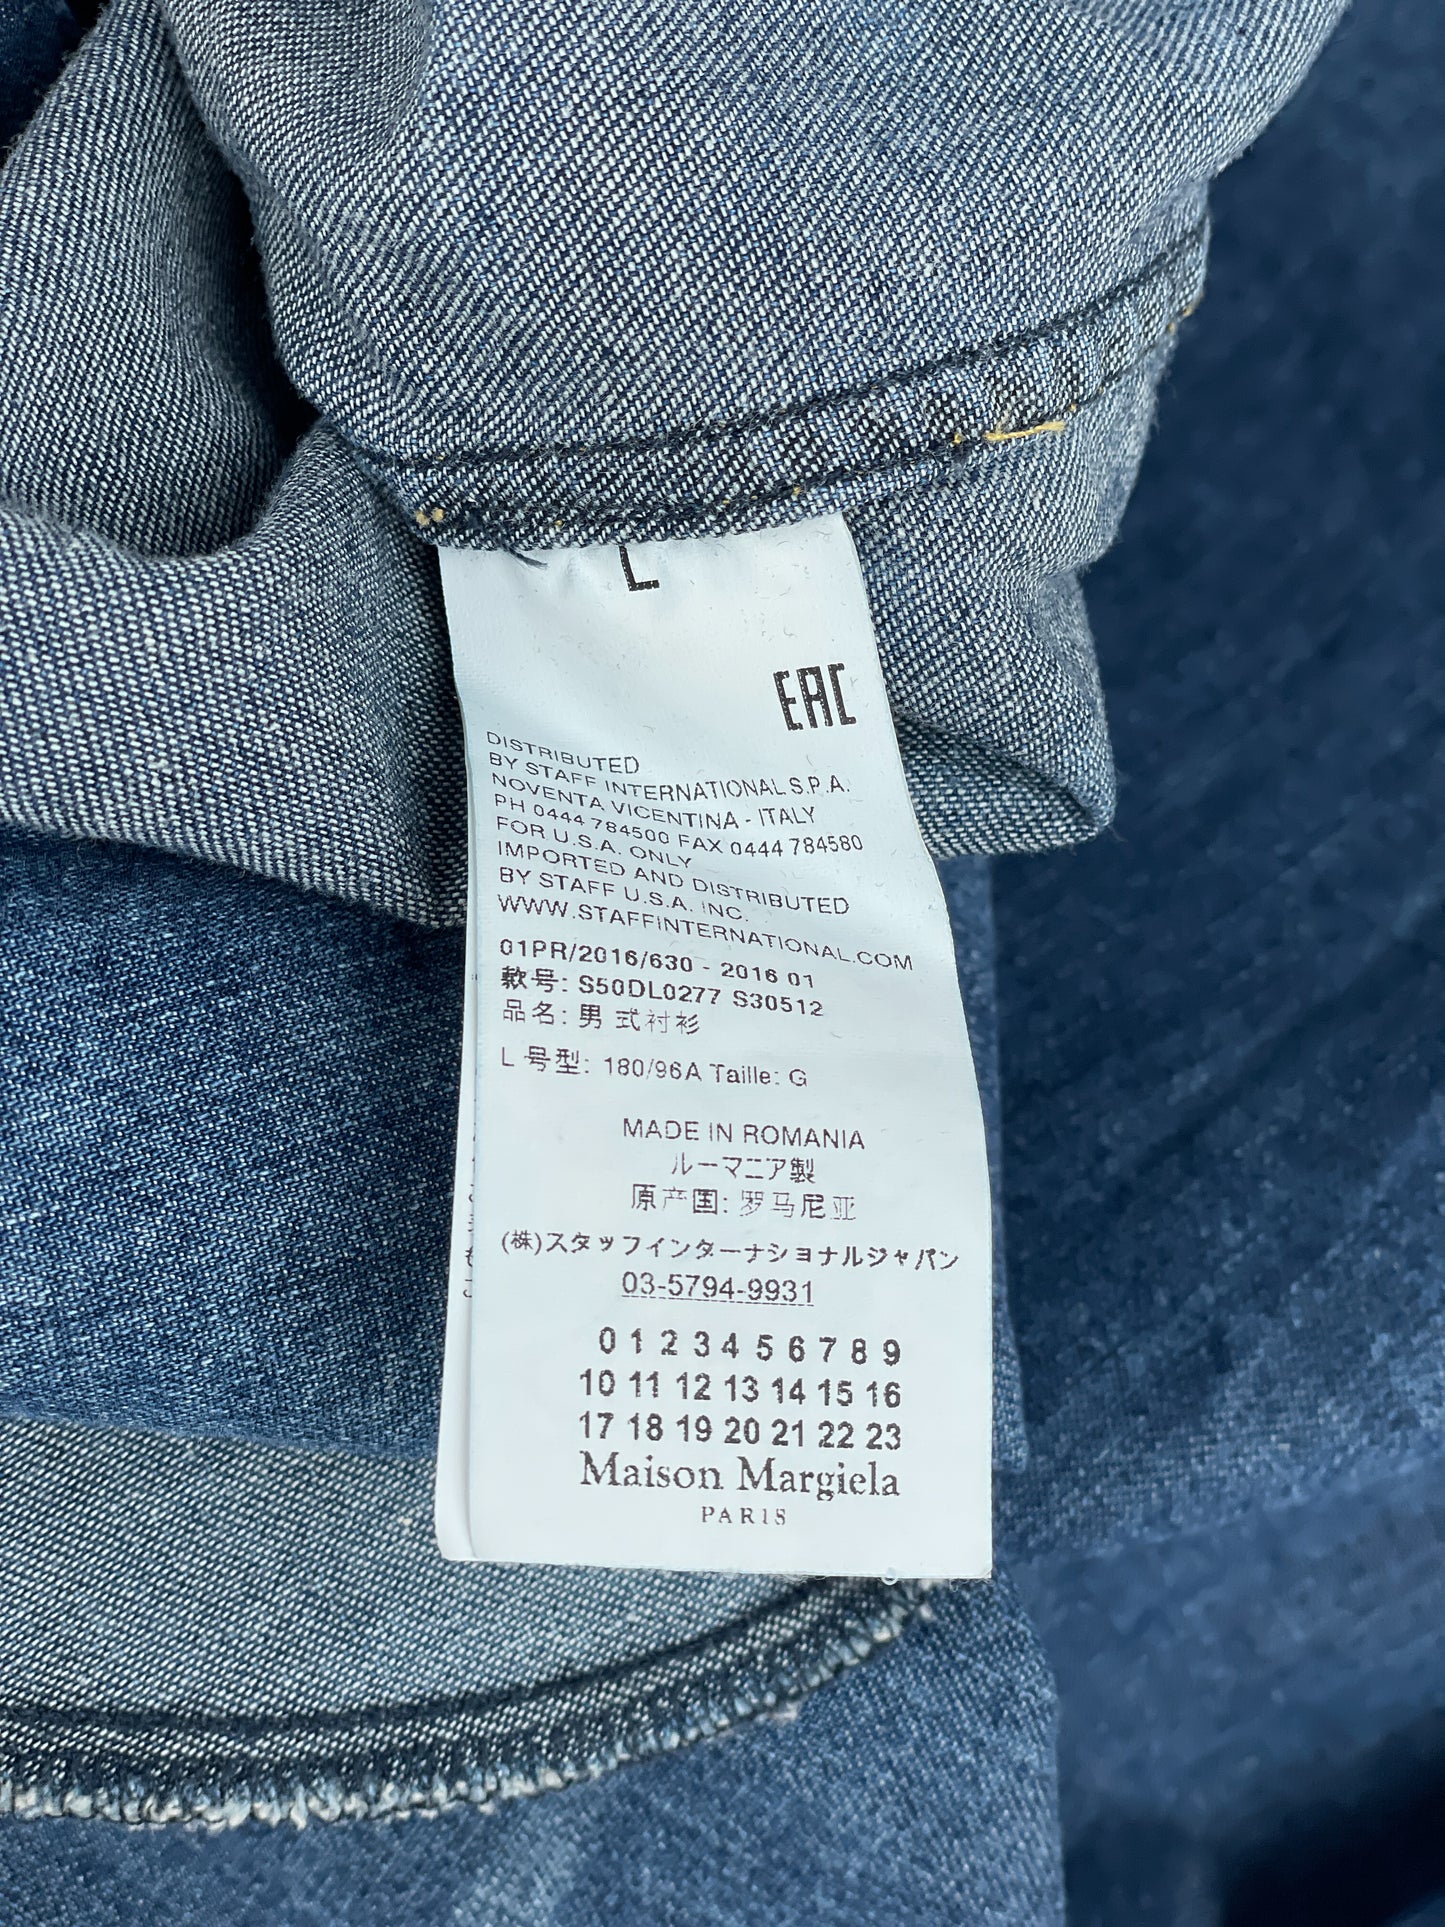 L
EAC
DISTRIBUTED
BY STAFF INTERNATIONAL S.P.A.
NOVENTA VICENTINA - ITALY
PH 0444 784500 FAX 0444 784580
FOR U.S.A. ONLY
IMPORTED AND DISTRIBUTED
BY STAFF U.S.A. INC.
WWW.STAFFINTERNATIONAL.COM
01PR/2016/630 - 2016 01
款号: S50DL0277 S30512
品名: 男 式衬衫
L 号型: 180/96A Taille: G
MADE IN ROMANIA
ルーマニア製
原产国: 罗马尼亚
(株)スタッフインターナショナルジャパン
03-5794-9931
0 1 2 3 4 5 6 7 8 9
10 11 12 13 14 15 16
17 18 19 20 21 22 23
Maison Margiela
PARIS